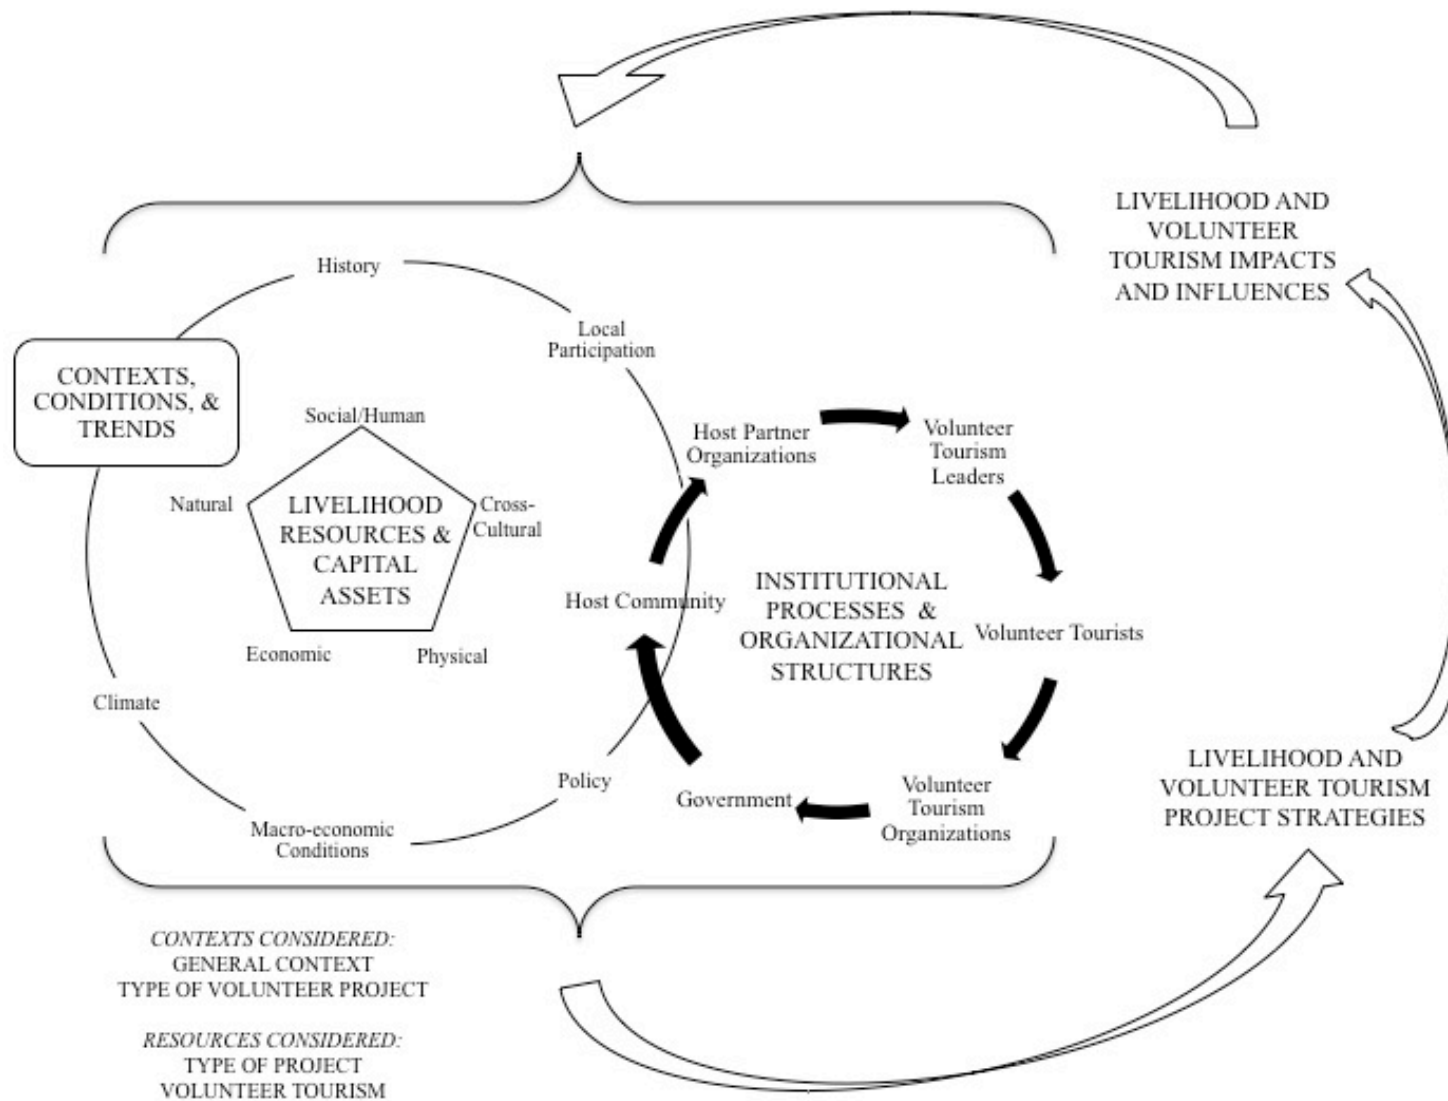 LIVELIHOOD AND
VOLUNTEER
TOURISM IMPACTS
AND INFLUENCES
History
Local
Participation
CONTEXTS,
CONDITIONS, &
TRENDS
Social/Human
Natural
Cross-
Cultural
LIVELIHOOD
RESOURCES &
CAPITAL
ASSETS
Economic
Physical
Climate
Macro-economic
Conditions
Policy
Host Partner
Organizations
Volunteer
Tourism
Leaders
Host Community
INSTITUTIONAL
PROCESSES &
ORGANIZATIONAL
STRUCTURES
Volunteer Tourists
Government
Volunteer
Tourism
Organizations
LIVELIHOOD AND
VOLUNTEER TOURISM
PROJECT STRATEGIES
CONTEXTS CONSIDERED:
GENERAL CONTEXT
TYPE OF VOLUNTEER PROJECT
RESOURCES CONSIDERED:
TYPE OF PROJECT
VOLUNTEER TOURISM